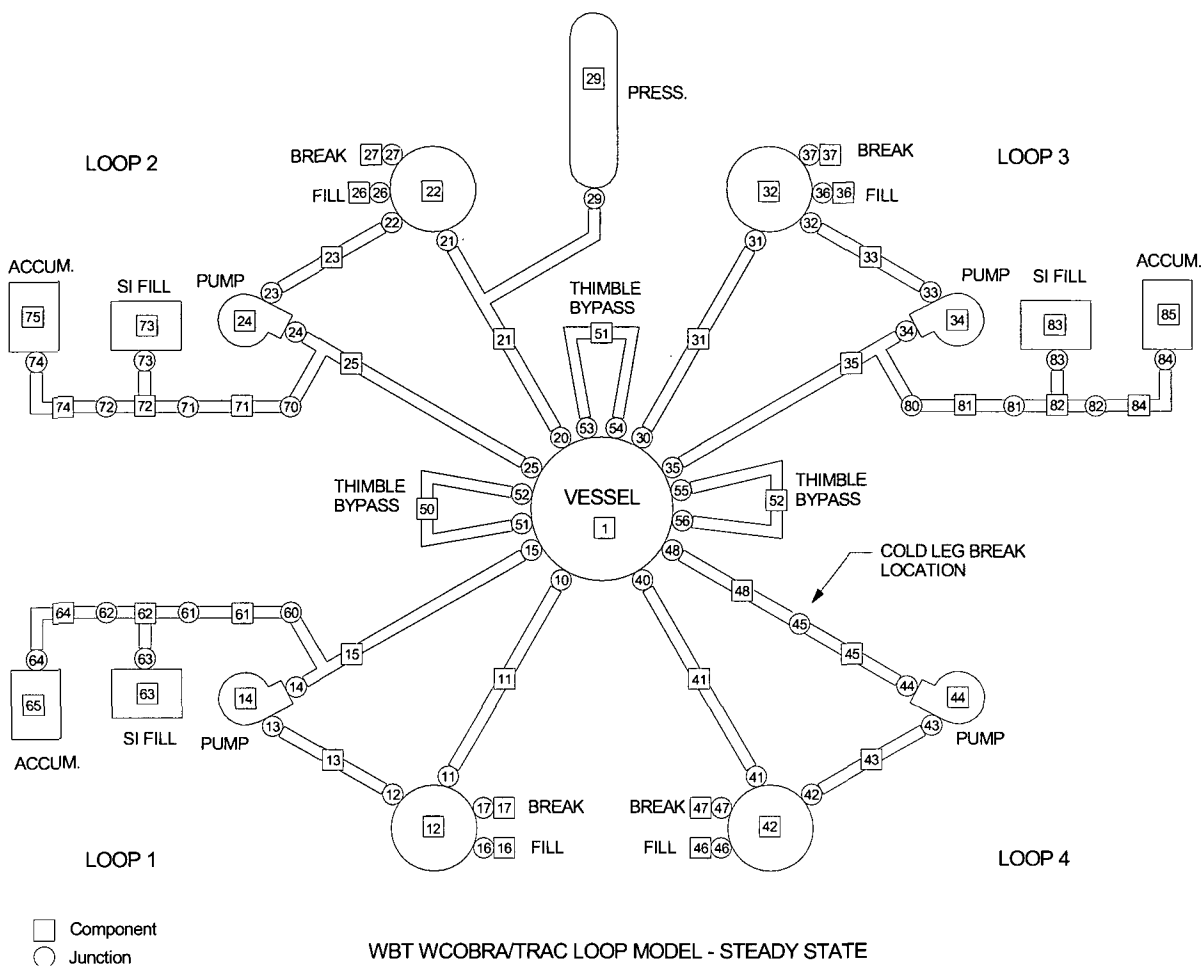 29
PRESS.
LOOP 2
BREAK 27 27
22
FILL 26 26
29
32
37 37 BREAK
36 36 FILL
LOOP 3
22
21
23
23
31
32
33
33
ACCUM.
75
SI FILL
73
PUMP
24
24
THIMBLE
BYPASS
51
21
31
34
34
PUMP
SI FILL
83
ACCUM.
85
74
73
25
35
83
84
74 72 72 71 71 70
80 81 81 82 82 84
20
53
54
30
25
35
THIMBLE
BYPASS
50
52
51
VESSEL
1
55
56
52
THIMBLE
BYPASS
15
10
40
48
COLD LEG BREAK
LOCATION
48
45
45
44
44
PUMP
64 62 62 61 61 60
64
63
15
11
41
65
ACCUM.
63
SI FILL
14
14
PUMP
13
13
12
11
41
42
43
43
12
17 17 BREAK
16 16 FILL
BREAK 47 47
FILL 46 46
42
LOOP 1
LOOP 4
Component
Junction
WBT WCOBRA/TRAC LOOP MODEL - STEADY STATE